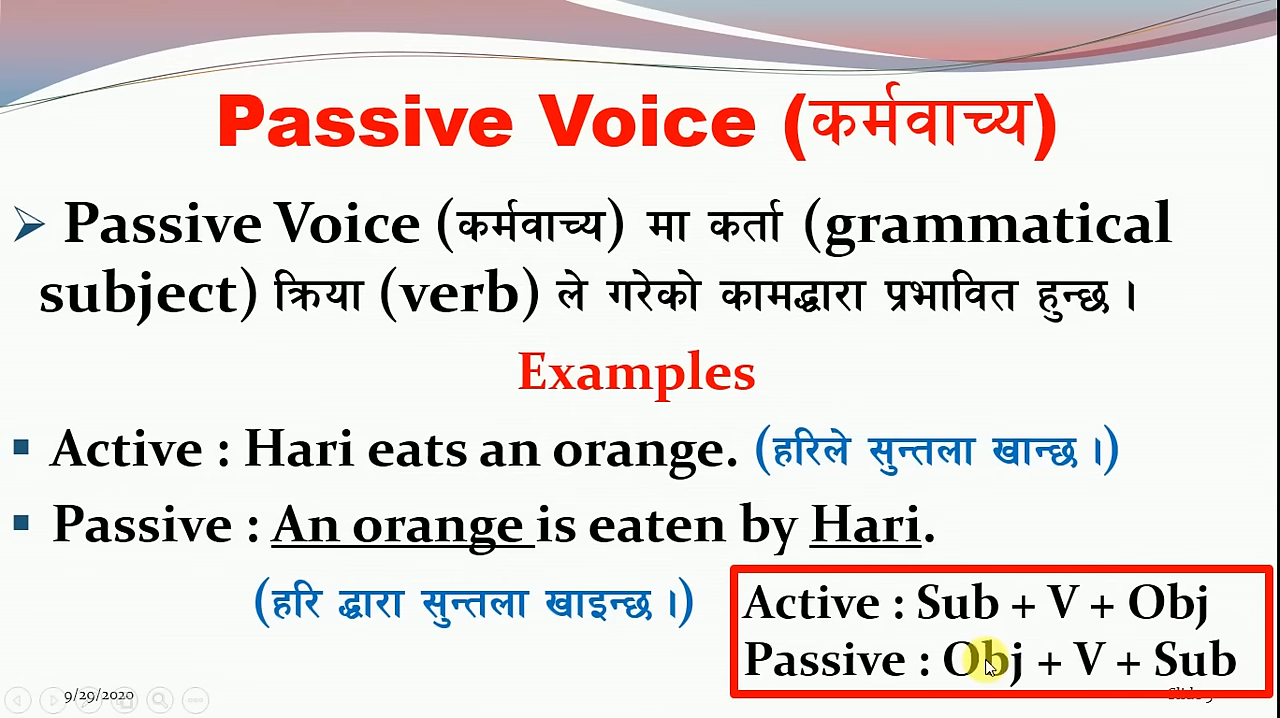 Passive Voice (कर्मवाच्य)
Passive Voice (कर्मवाच्य) मा कर्ता (grammatical
subject) क्रिया (verb) ले गरेको कामद्धारा प्रभावित हुन्छ ।
Examples
Active : Hari eats an orange. (हरिले सुन्तला खान्छ ।)
Passive : An orange is eaten by Hari.
(हरि द्धारा सुन्तला खाइन्छ ।)
Active : Sub + V + Obj
Passive : Obj + V + Sub
9/29/2020